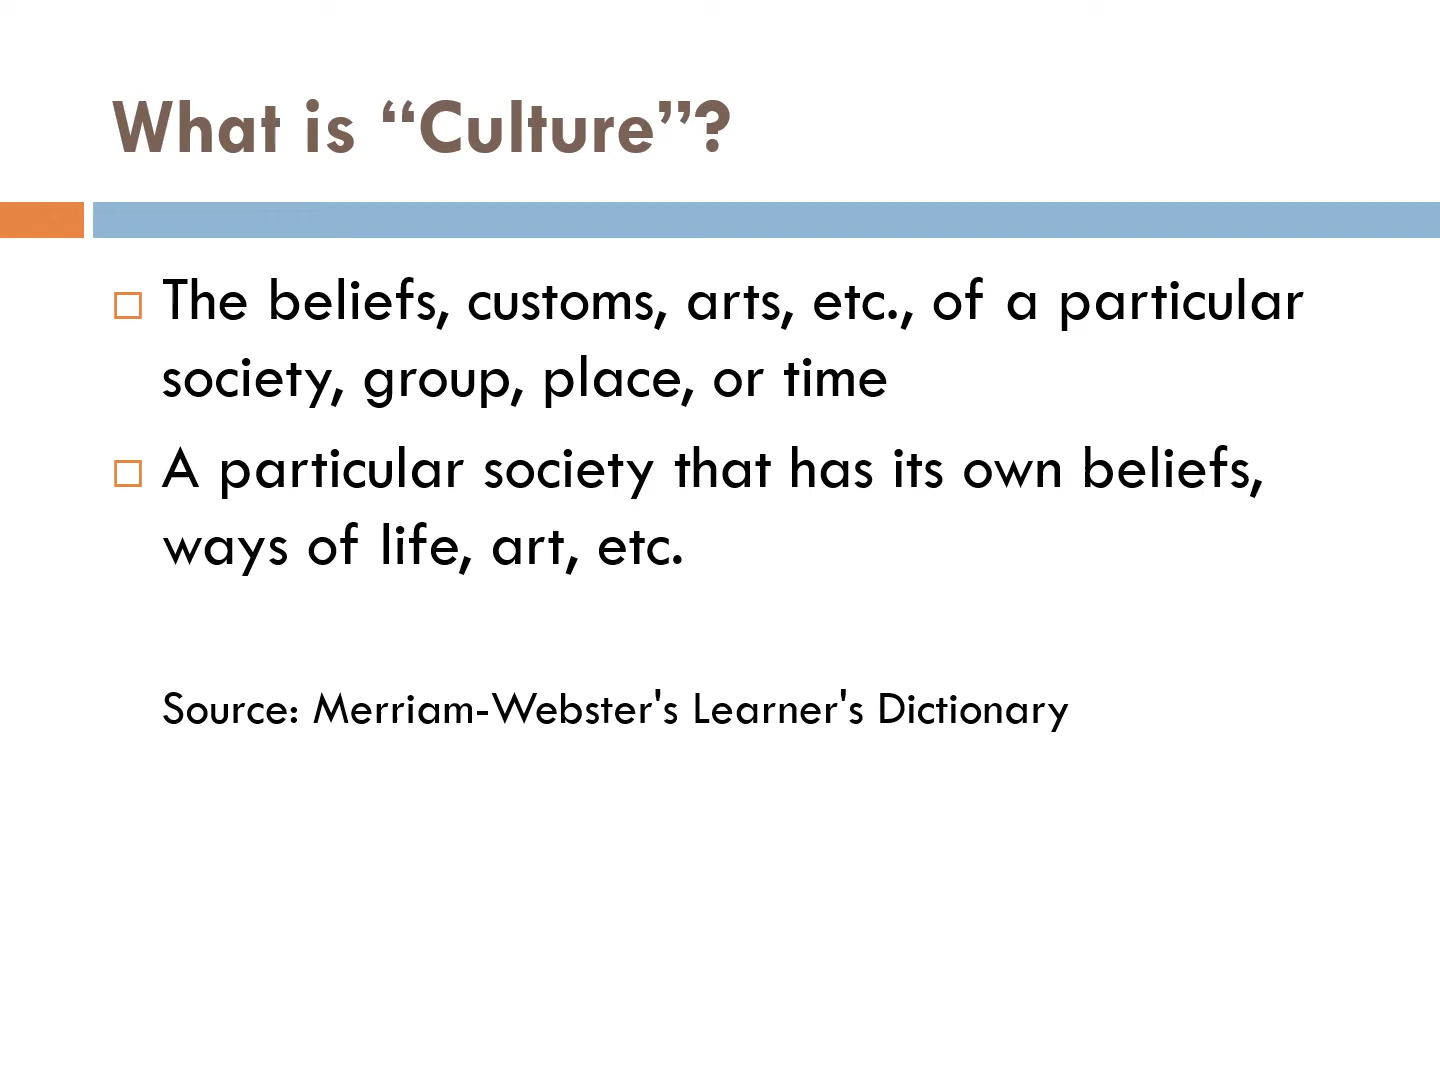 What is “Culture”?
The beliefs, customs, arts, etc., of a particular
society, group, place, or time
A particular society that has its own beliefs,
ways of life, art, etc.
Source: Merriam-Webster's Learner's Dictionary